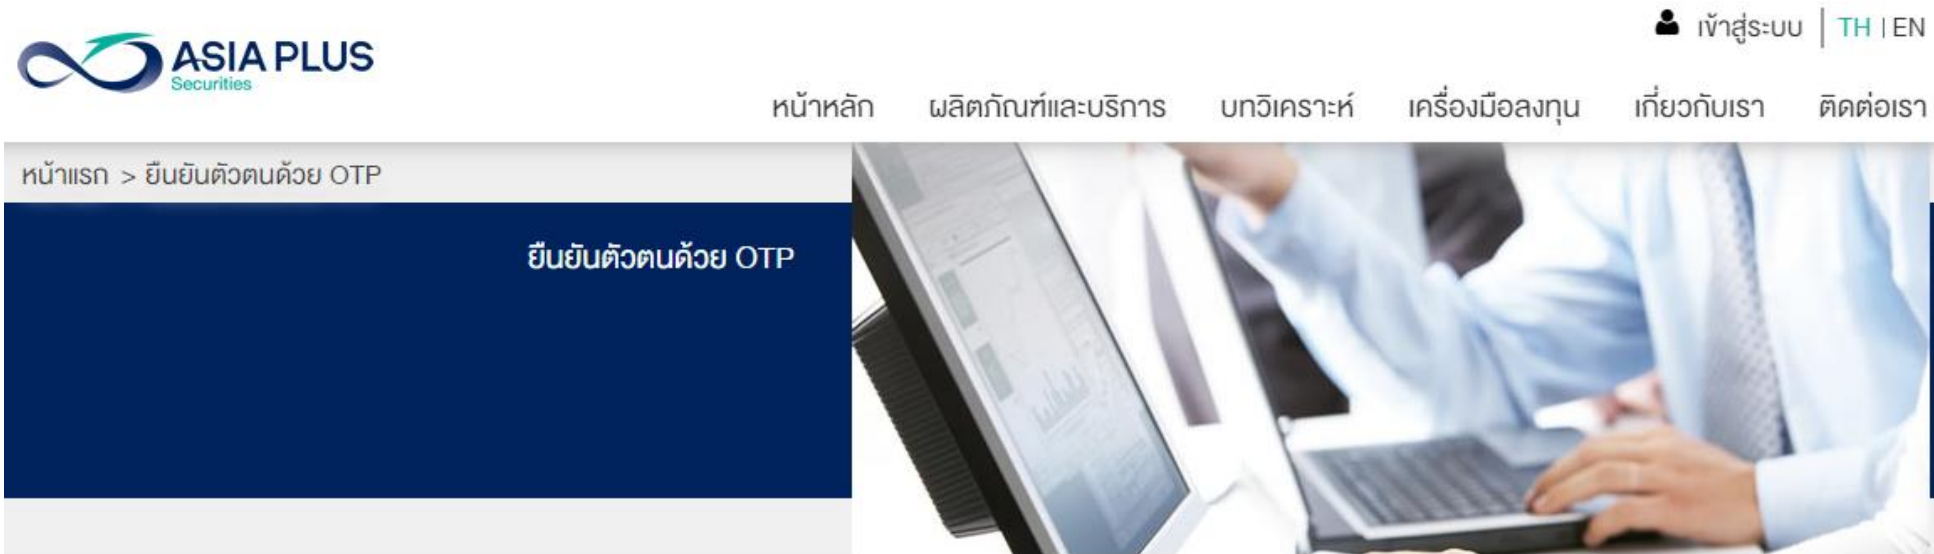 เข้าสู่ระบบ | TH | EN
ASIA PLUS
Securities
หน้าหลัก ผลิตภัณฑ์และบริการ บทวิเคราะห์ เครื่องมือลงทุน เกี่ยวกับเรา ติดต่อเรา
หน้าแรก > ยืนยันตัวตนด้วย OTP
ยืนยันตัวตนด้วย OTP